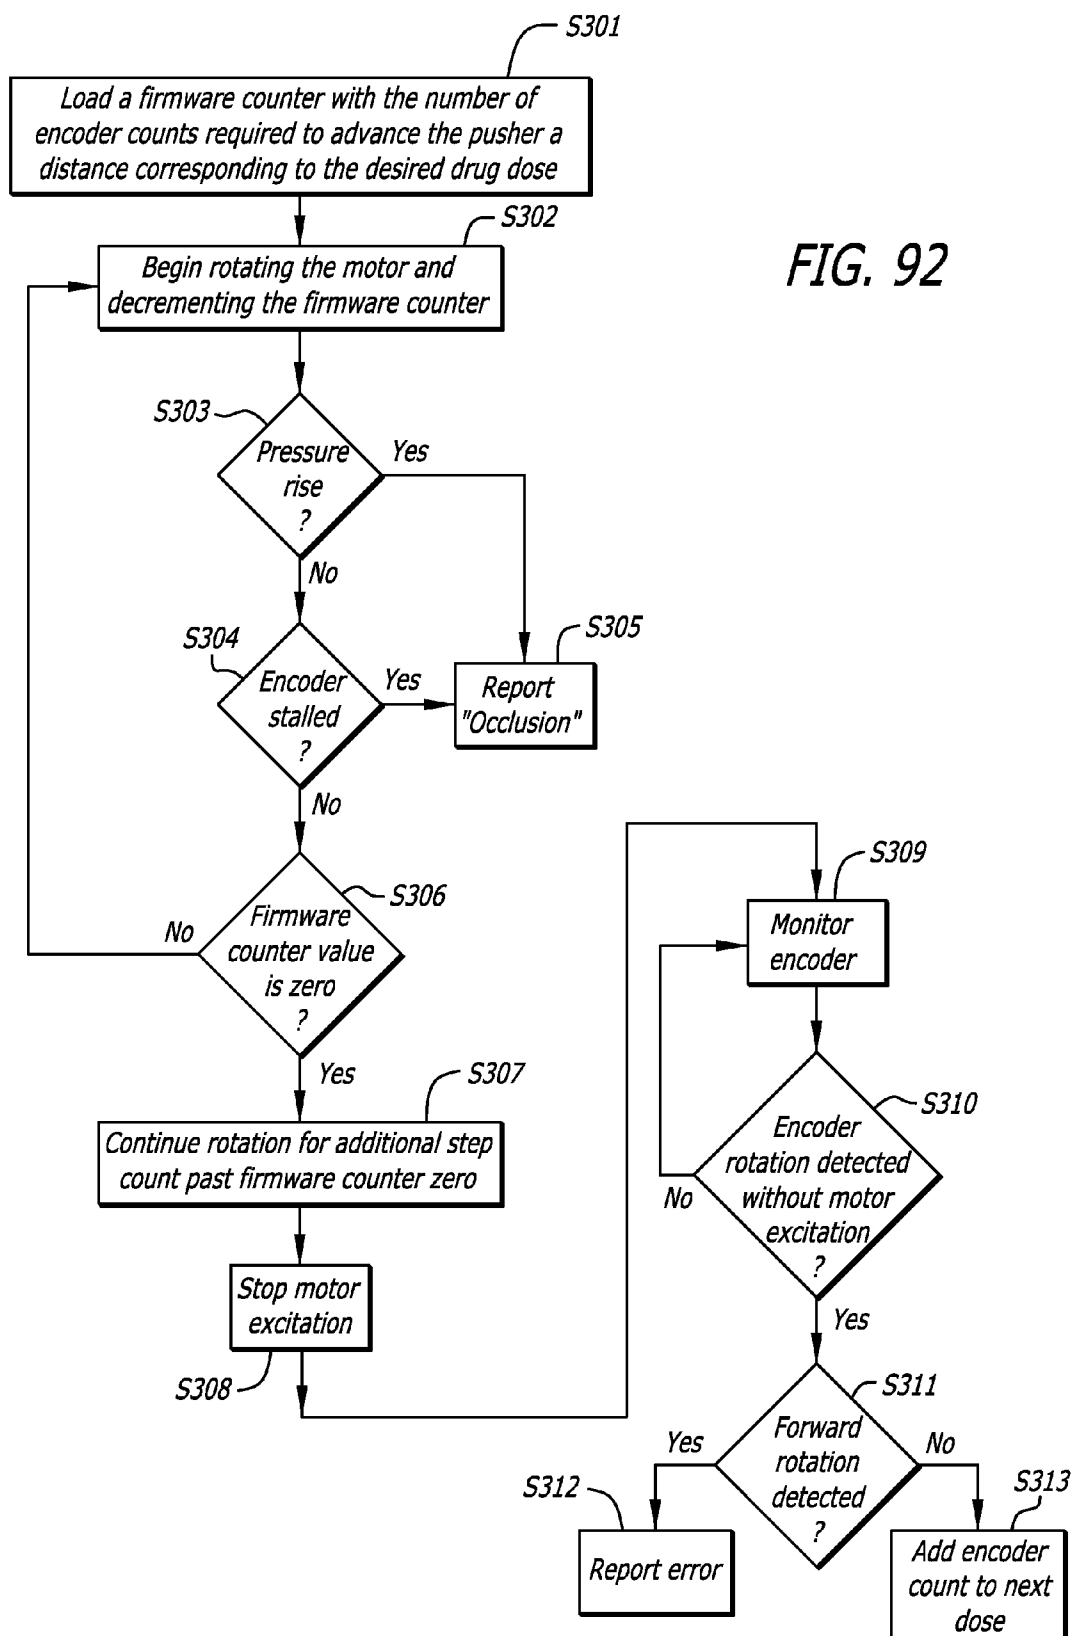 S301
Load a firmware counter with the number of
encoder counts required to advance the pusher a
distance corresponding to the desired drug dose
S302
Begin rotating the motor and
decrementing the firmware counter
FIG. 92
S303
Pressure
rise
?
Yes
No
S304
Encoder
stalled
?
Yes
S305
Report
"Occlusion"
No
S306
Firmware
counter value
is zero
?
No
Yes
S307
Continue rotation for additional step
count past firmware counter zero
Stop motor
excitation
S308
S309
Monitor
encoder
S310
Encoder
rotation detected
without motor
excitation
?
No
Yes
S311
Forward
rotation
detected
?
Yes
No
S312
Report error
S313
Add encoder
count to next
dose